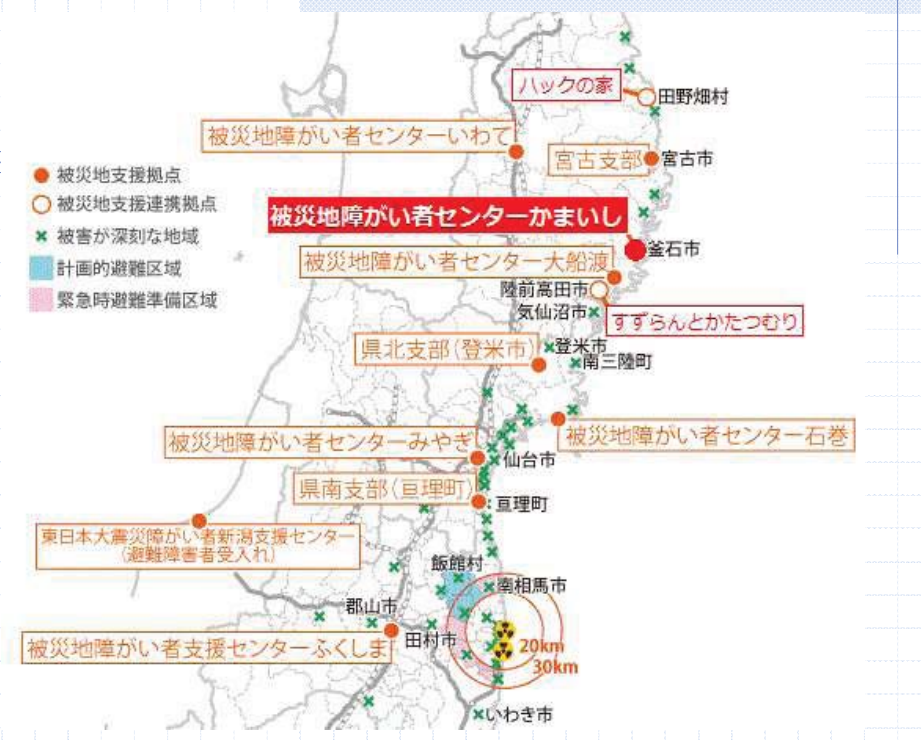 ハックの家
田野畑村
被災地障がい者センターいわて
宮古支部
宮古市
被災地支援拠点
被災地支援連携拠点
被害が深刻な地域
計画的避難区域
緊急時避難準備区域
被災地障がい者センターかまいし
釜石市
被災地障がい者センター大船渡
陸前高田市
気仙沼市
すずらんとかたつむり
県北支部(登米市)
登米市
南三陸町
被災地障がい者センター石巻
被災地障がい者センターみやぎ
仙台市
県南支部(亘理町)
亘理町
東日本大震災障がい者新潟支援センター
(避難障害者受入れ)
飯館村
南相馬市
郡山市
田村市
被災地障がい者支援センターふくしま
20km
30km
いわき市